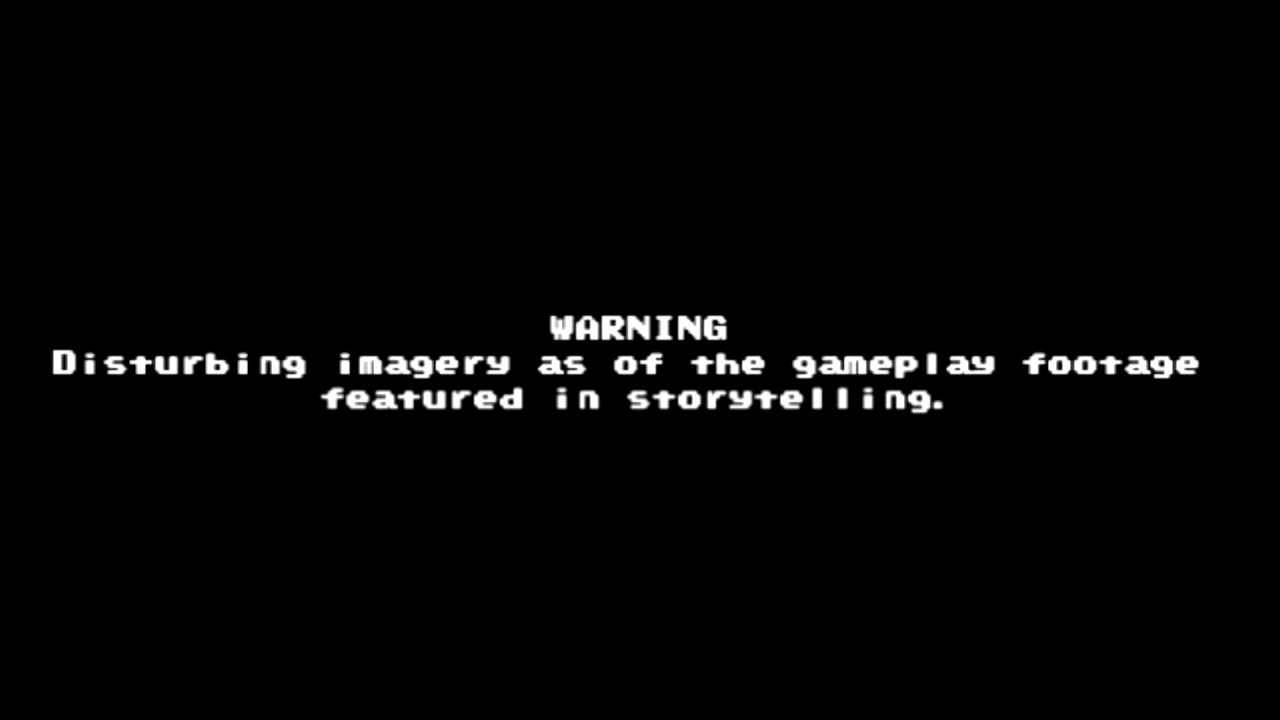 WARNING
Disturbing imagery as of the gameplay footage
featured in storytelling.